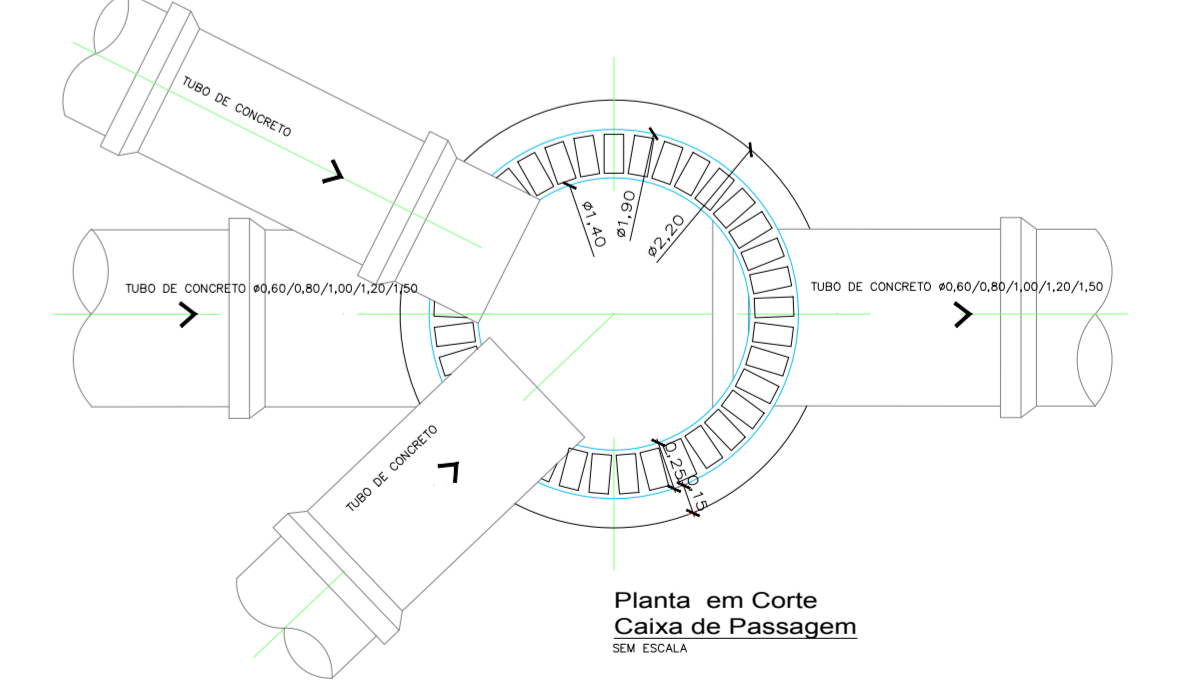 TUBO DE CONCRETO
TUBO DE CONCRETO ø0,60/0,80/1,00/1,20/1,50
ø1,40
ø1,90
ø2,20
TUBO DE CONCRETO ø0,60/0,80/1,00/1,20/1,50
TUBO DE CONCRETO
0,25
0,15
Planta em Corte
Caixa de Passagem
SEM ESCALA